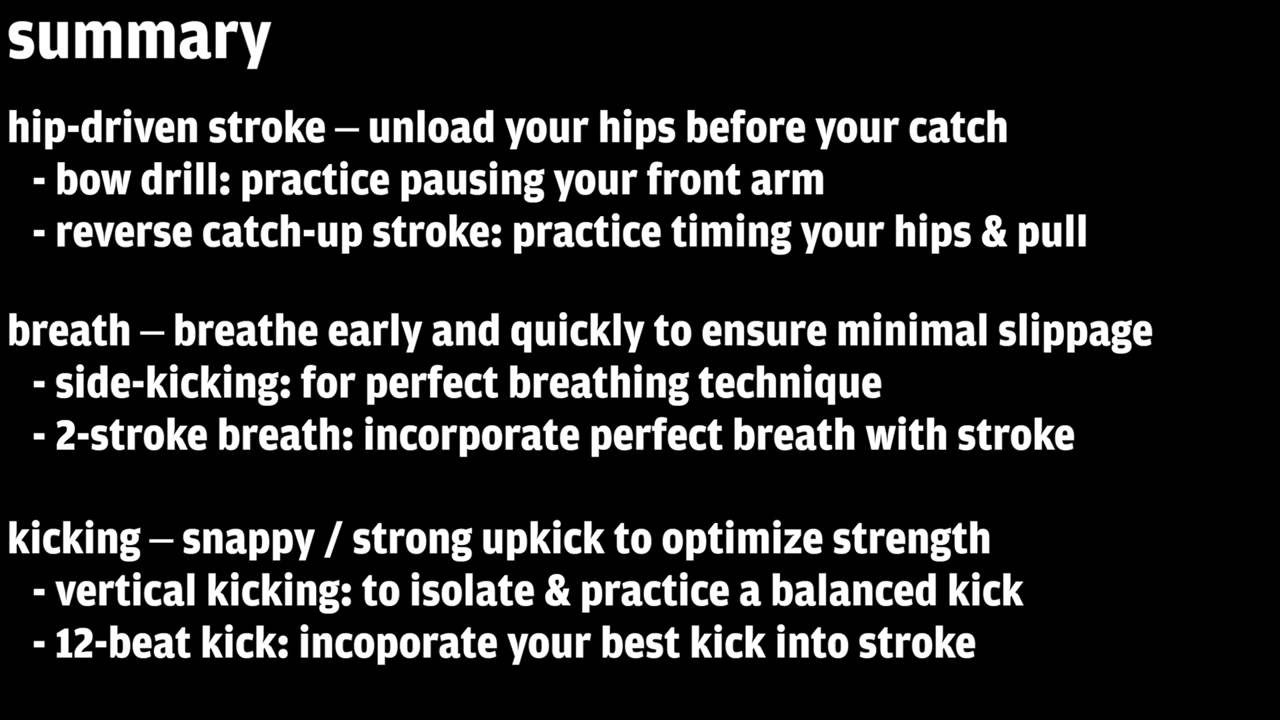 summary
hip-driven stroke – unload your hips before your catch
- bow drill: practice pausing your front arm
- reverse catch-up stroke: practice timing your hips & pull
breath – breathe early and quickly to ensure minimal slippage
- side-kicking: for perfect breathing technique
- 2-stroke breath: incorporate perfect breath with stroke
kicking – snappy / strong upkick to optimize strength
- vertical kicking: to isolate & practice a balanced kick
- 12-beat kick: incoporate your best kick into stroke